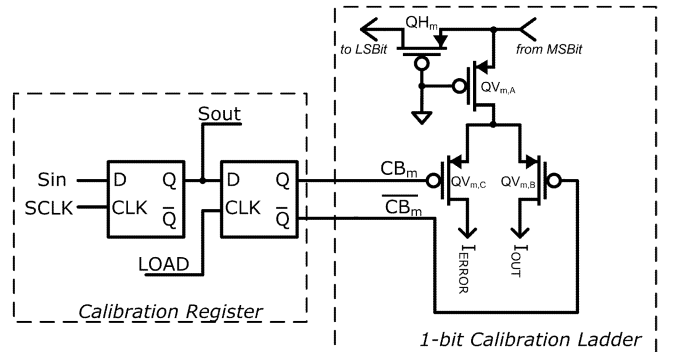 QHm
to LSBit
from MSBit
QVm,A
Sout
Sin
D Q
D Q
CBm
QVm,C
QVm,B
SCLK
CLK
Q̅
CLK
Q̅
C̅B̅m
LOAD
IERROR
IOUT
Calibration Register
1-bit Calibration Ladder